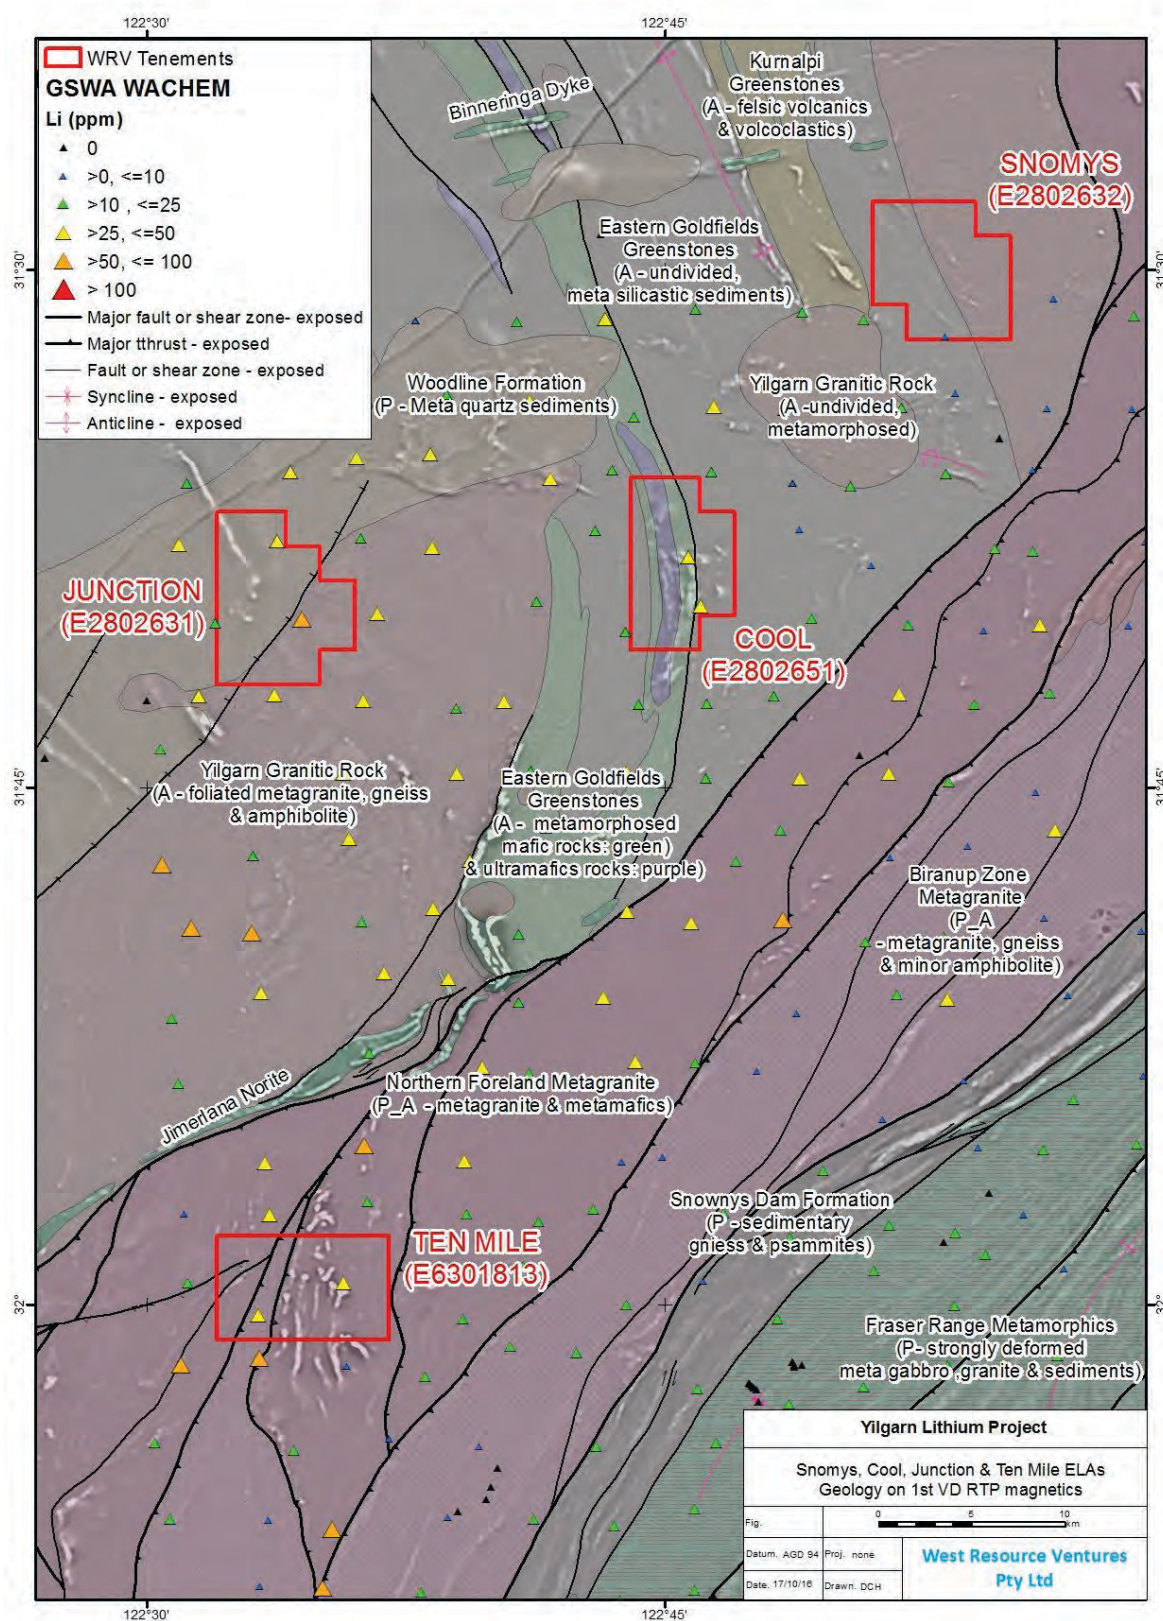 122°30'
122°45'
WRV Tenements
GSWA WACHEM
Li (ppm)
0
>0, <=10
>10 , <=25
>25, <=50
>50, <= 100
> 100
Major fault or shear zone- exposed
Major tthrust - exposed
Fault or shear zone - exposed
Syncline - exposed
Anticline - exposed
Binneringa Dyke
Kurnalpi
Greenstones
(A - felsic volcanics
& volcoclastics)
SNOMYS
(E2802632)
Eastern Goldfields
Greenstones
(A - undivided,
meta silicastic sediments)
31°30'
31°30'
Woodline Formation
(P - Meta quartz sediments)
Yilgarn Granitic Rock
(A -undivided,
metamorphosed)
JUNCTION
(E2802631)
COOL
(E2802651)
31°45'
31°45'
Yilgarn Granitic Rock
(A - foliated metagranite, gneiss
& amphibolite)
Eastern Goldfields
Greenstones
(A - metamorphosed
mafic rocks: green)
& ultramafics rocks: purple)
Biranup Zone
Metagranite
(P_A
- metagranite, gneiss
& minor amphibolite)
Jimerlana Norite
Northern Foreland Metagranite
(P_A - metagranite & metamafics)
Snownys Dam Formation
(P - sedimentary
gniess & psammites)
TEN MILE
(E6301813)
32°
32°
Fraser Range Metamorphics
(P- strongly deformed
meta gabbro ,granite & sediments)
Yilgarn Lithium Project
Snomys, Cool, Junction & Ten Mile ELAs
Geology on 1st VD RTP magnetics
Fig.
0 5 10
km
Datum. AGD 94 Proj. none
Date. 17/10/16 Drawn. DCH
West Resource Ventures
Pty Ltd
122°30'
122°45'